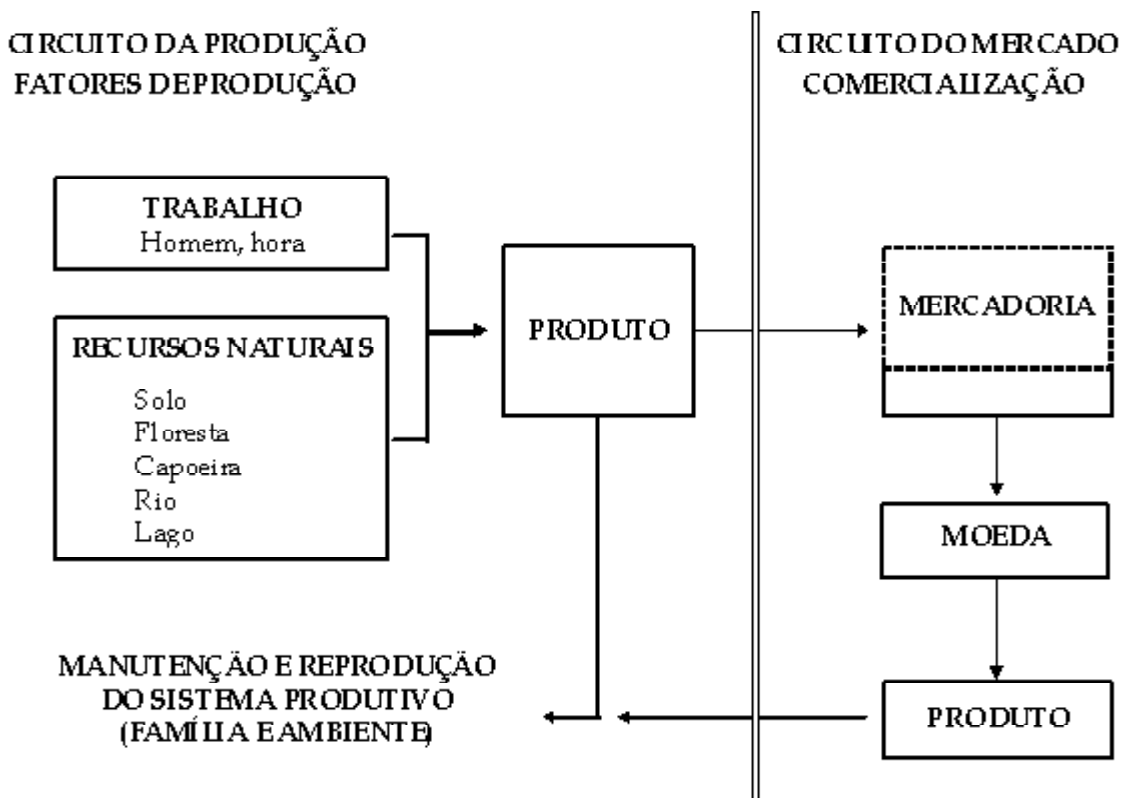 CIRCUITO DA PRODUÇÃO
FATORES DE PRODUÇÃO
CIRCUITO DO MERCADO
COMERCIALIZAÇÃO
TRABALHO
Homem, hora
RECURSOS NATURAIS
Solo
Floresta
Capoeira
Rio
Lago
PRODUTO
MERCADORIA
MOEDA
PRODUTO
MANUTENÇÃO E REPRODUÇÃO
DO SISTEMA PRODUTIVO
(FAMÍLIA E AMBIENTE)